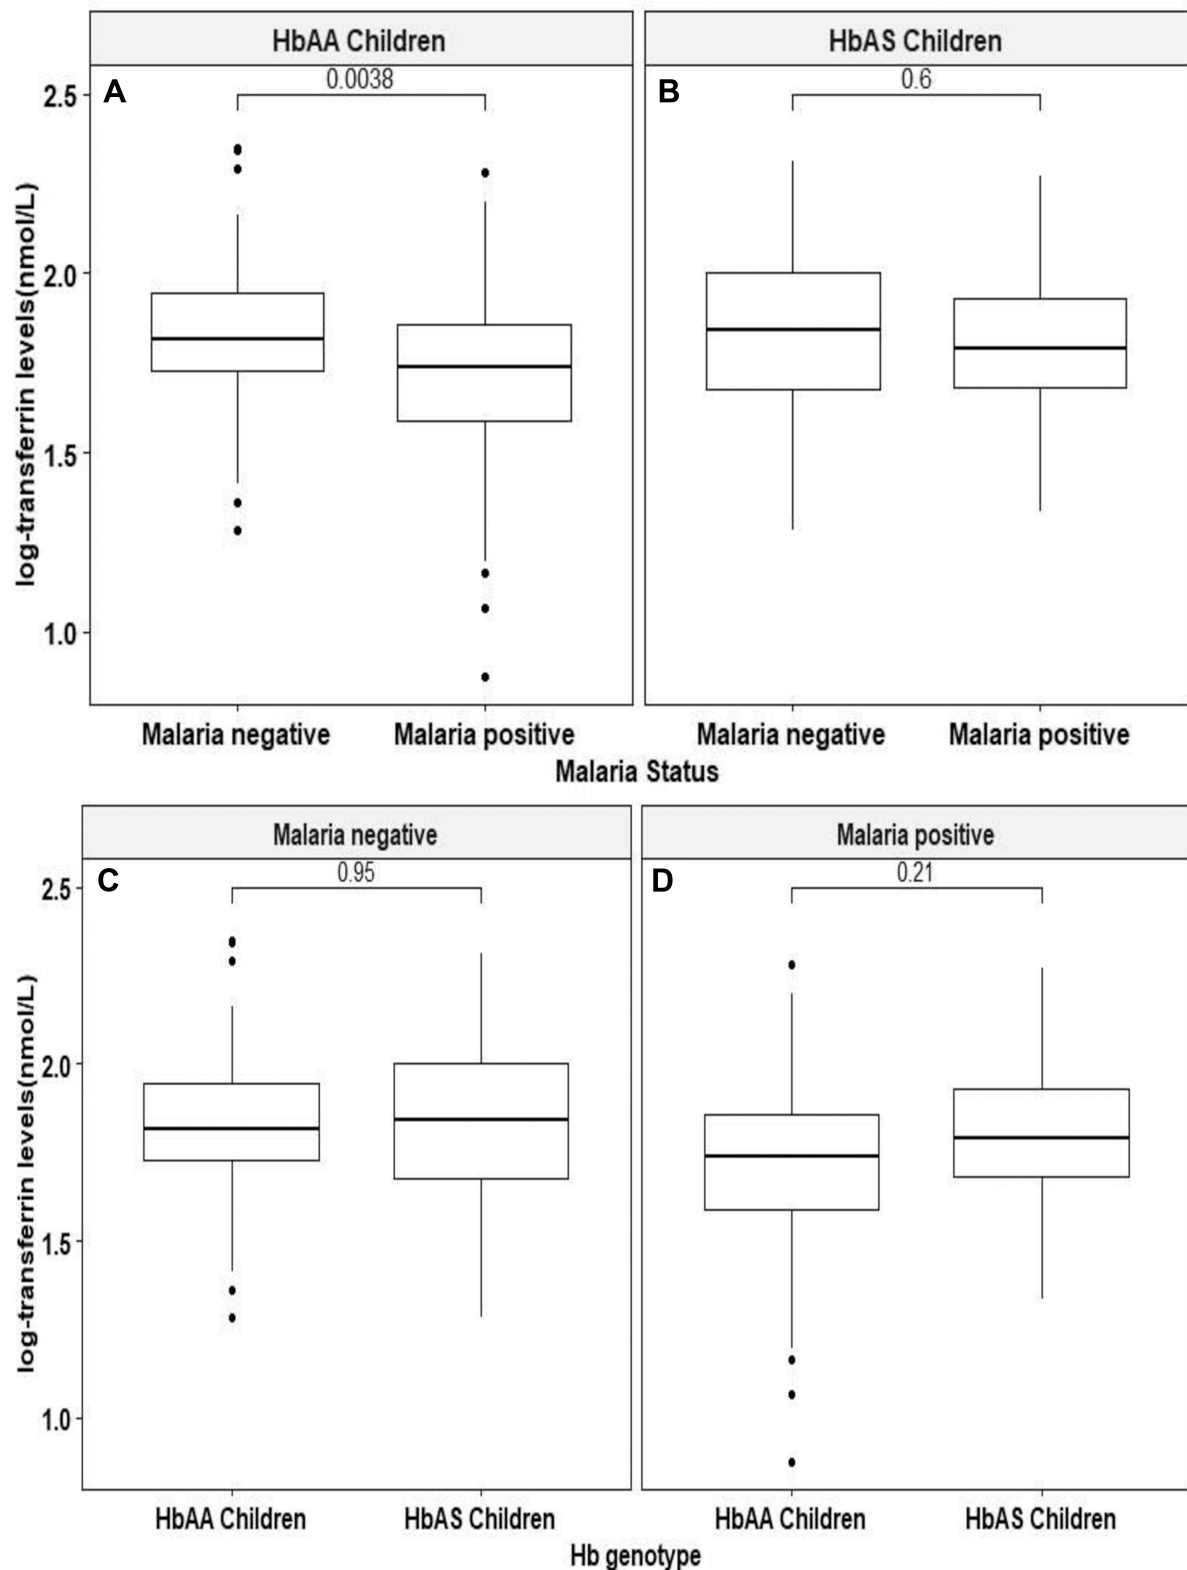 HbAA Children
HbAS Children
A
0.0038
B
0.6
2.5
2.0
1.5
1.0
log-transferrin levels(nmol/L)
Malaria negative
Malaria positive
Malaria negative
Malaria positive
Malaria Status
Malaria negative
Malaria positive
C
0.95
D
0.21
2.5
2.0
1.5
1.0
log-transferrin levels(nmol/L)
HbAA Children
HbAS Children
HbAA Children
HbAS Children
Hb genotype